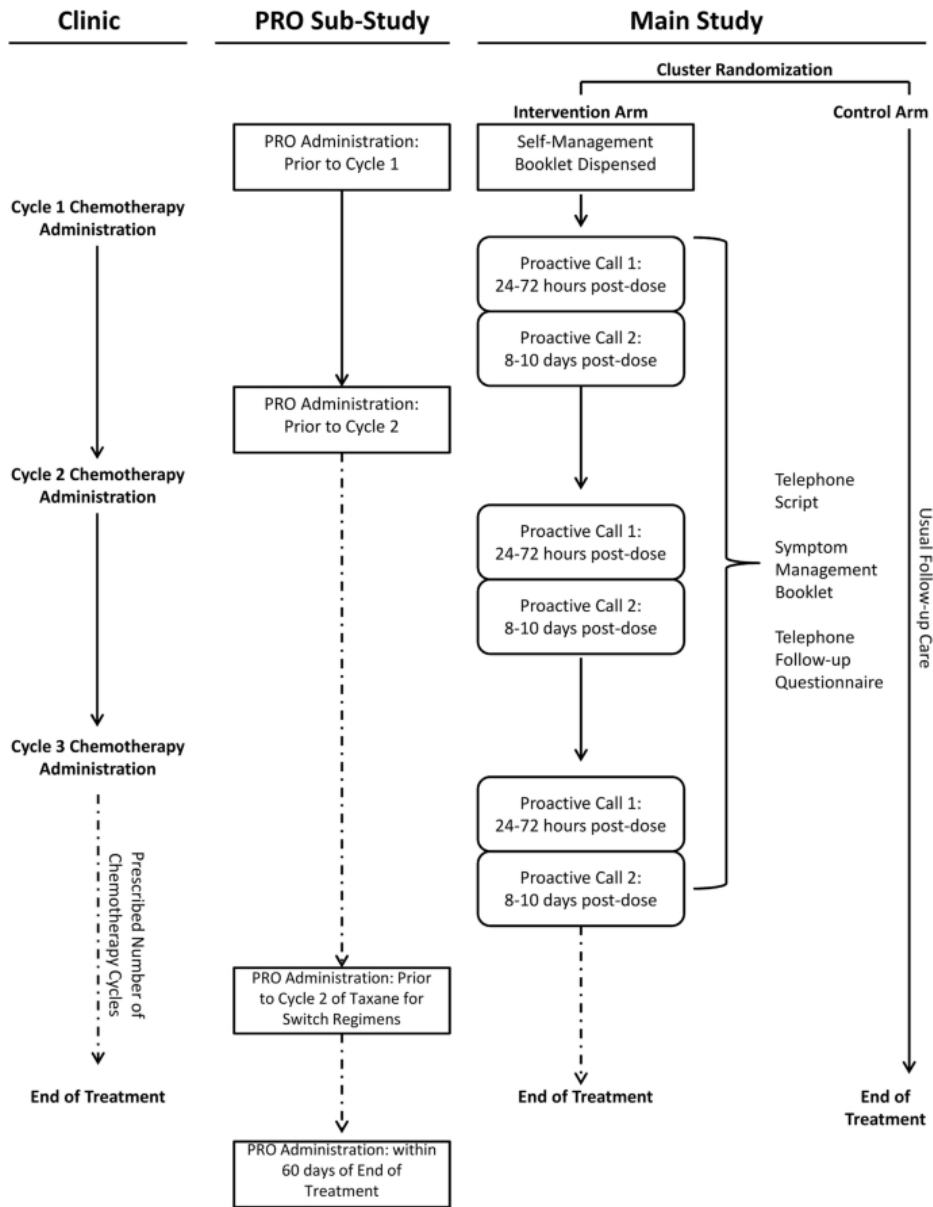 Clinic
PRO Sub-Study
Main Study
Cluster Randomization
Intervention Arm
Control Arm
PRO Administration:
Prior to Cycle 1
Self-Management
Booklet Dispensed
Cycle 1 Chemotherapy
Administration
Proactive Call 1:
24-72 hours post-dose
Proactive Call 2:
8-10 days post-dose
PRO Administration:
Prior to Cycle 2
Cycle 2 Chemotherapy
Administration
Proactive Call 1:
24-72 hours post-dose
Proactive Call 2:
8-10 days post-dose
Telephone
Script
Symptom
Management
Booklet
Telephone
Follow-up
Questionnaire
Usual Follow-up Care
Cycle 3 Chemotherapy
Administration
Proactive Call 1:
24-72 hours post-dose
Proactive Call 2:
8-10 days post-dose
Prescribed Number of
Chemotherapy Cycles
PRO Administration: Prior
to Cycle 2 of Taxane for
Switch Regimens
End of Treatment
End of Treatment
End of
Treatment
PRO Administration: within
60 days of End of
Treatment